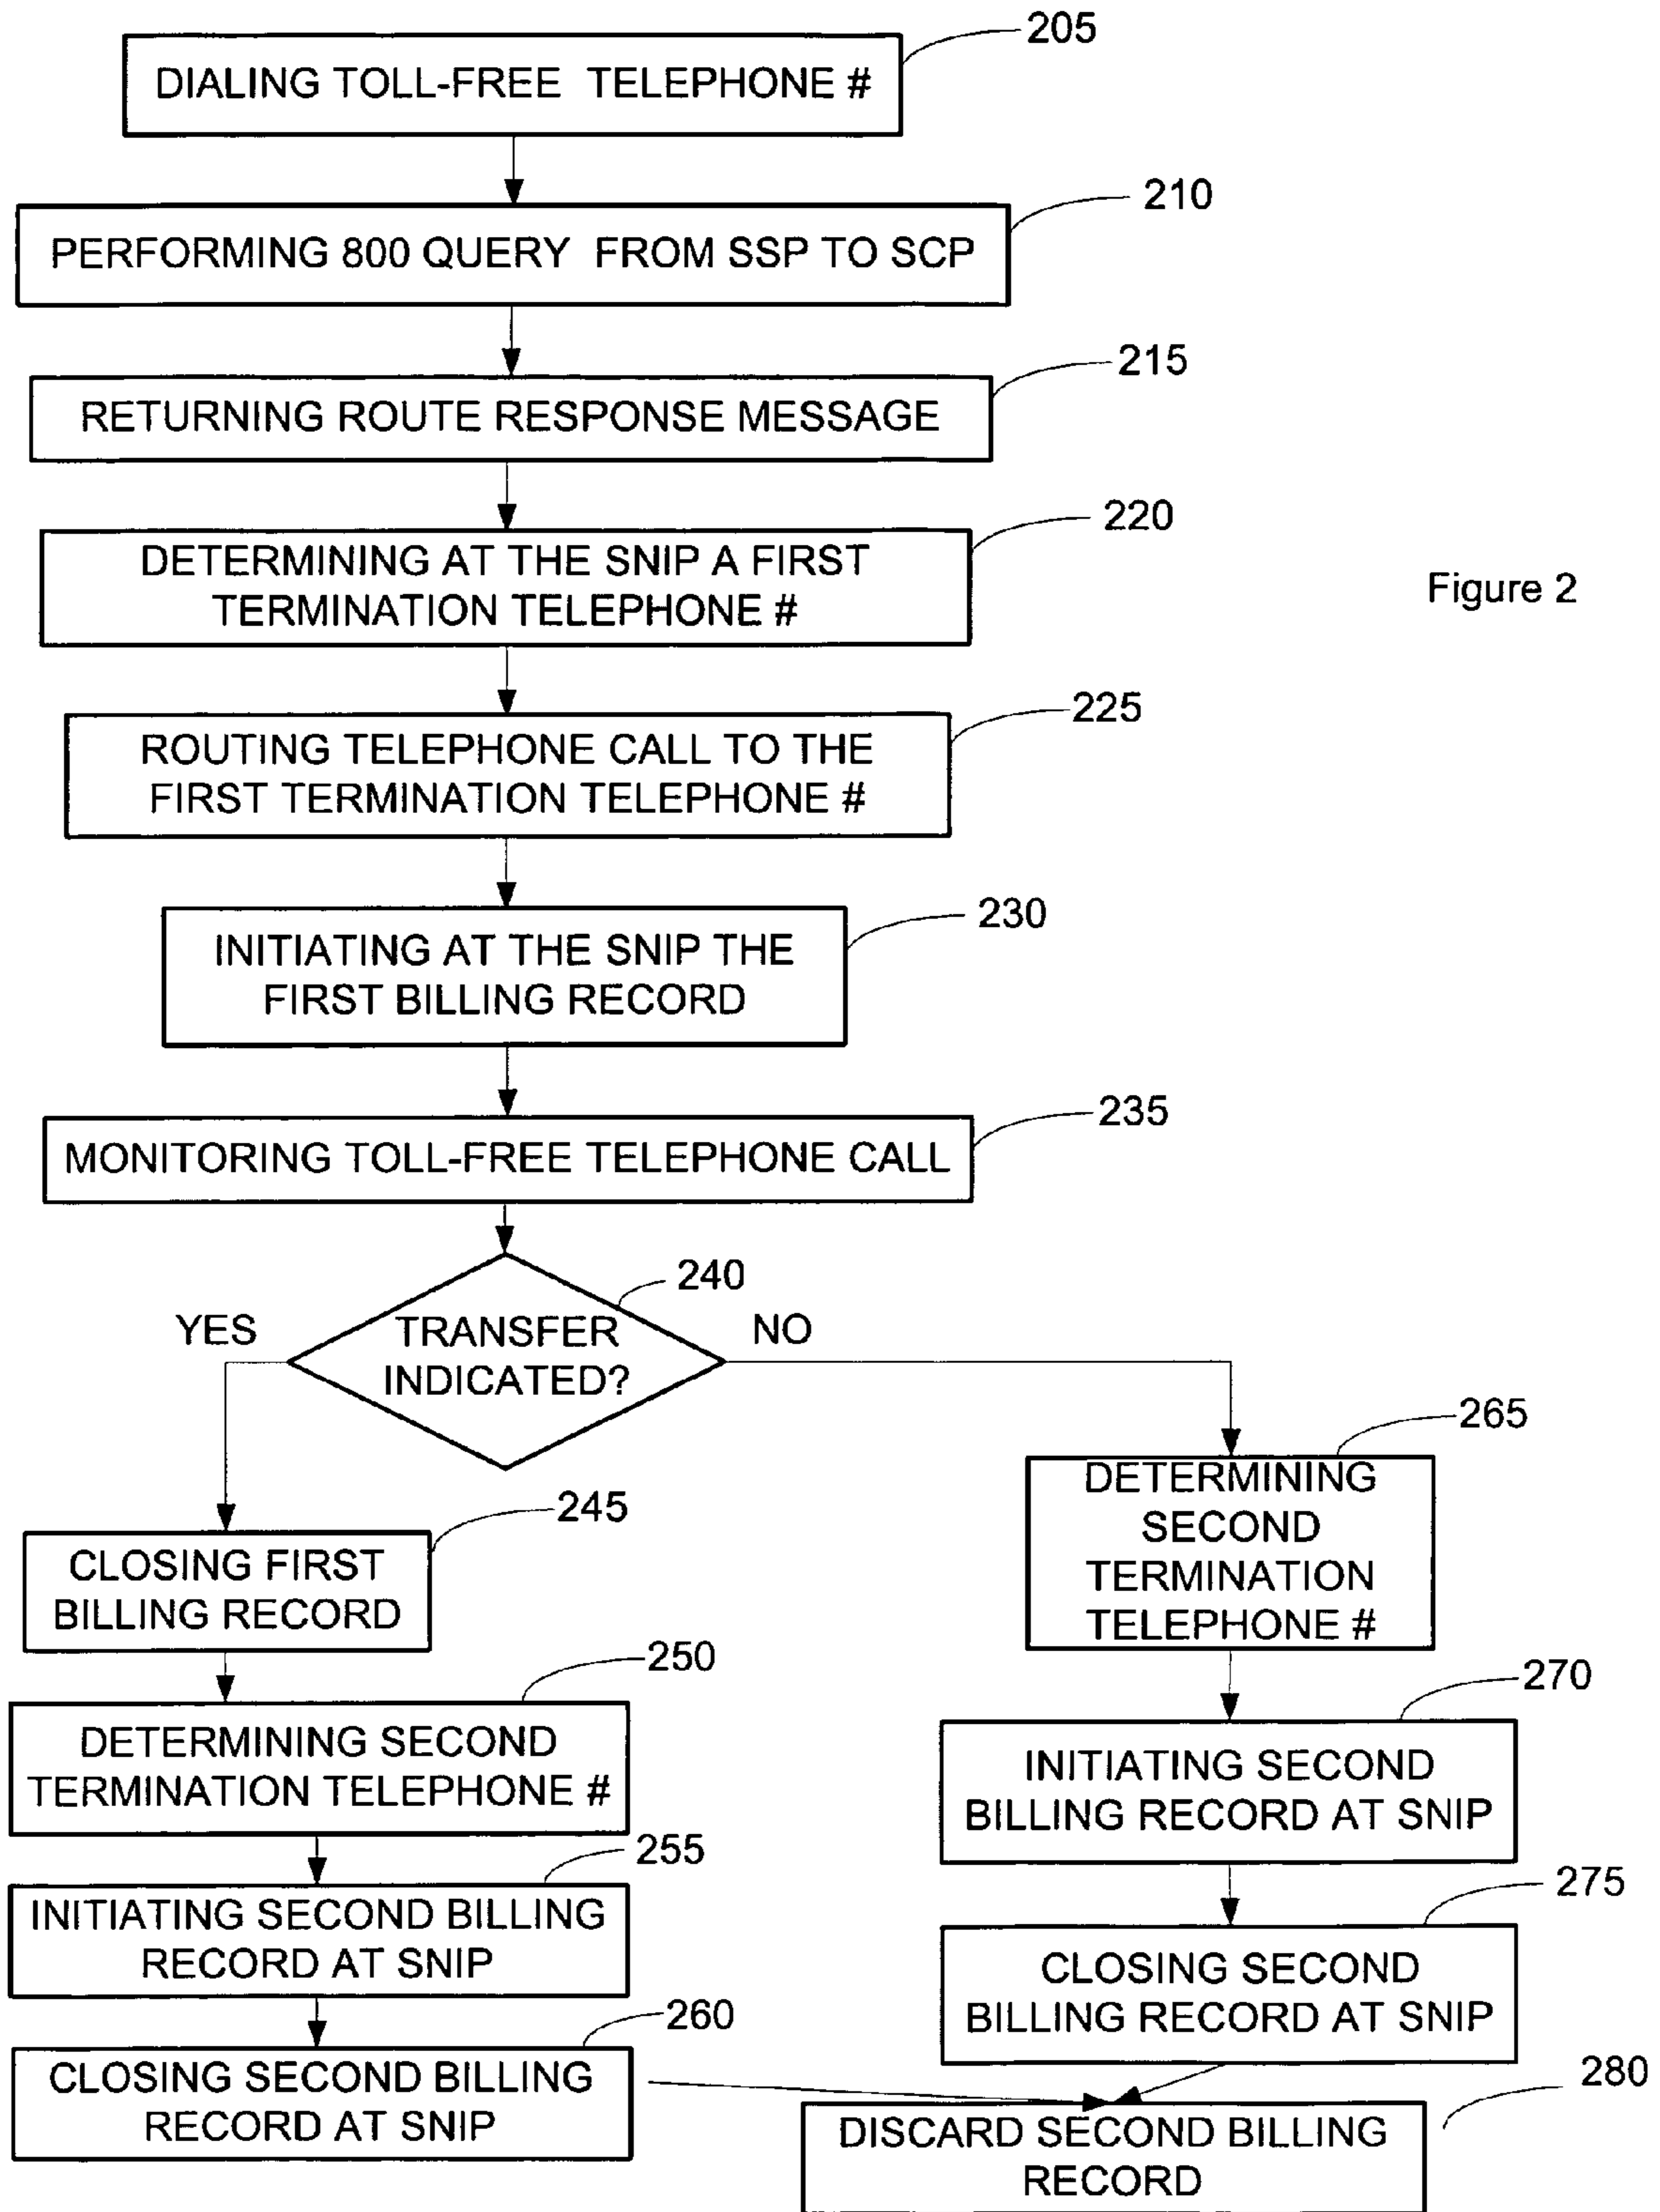 205
DIALING TOLL-FREE TELEPHONE #
210
PERFORMING 800 QUERY FROM SSP TO SCP
215
RETURNING ROUTE RESPONSE MESSAGE
220
DETERMINING AT THE SNIP A FIRST
TERMINATION TELEPHONE #
Figure 2
225
ROUTING TELEPHONE CALL TO THE
FIRST TERMINATION TELEPHONE #
230
INITIATING AT THE SNIP THE
FIRST BILLING RECORD
235
MONITORING TOLL-FREE TELEPHONE CALL
240
YES
TRANSFER
INDICATED?
NO
245
CLOSING FIRST
BILLING RECORD
250
DETERMINING SECOND
TERMINATION TELEPHONE #
255
INITIATING SECOND BILLING
RECORD AT SNIP
260
CLOSING SECOND BILLING
RECORD AT SNIP
265
DETERMINING
SECOND
TERMINATION
TELEPHONE #
270
INITIATING SECOND
BILLING RECORD AT SNIP
275
CLOSING SECOND
BILLING RECORD AT SNIP
280
DISCARD SECOND BILLING
RECORD